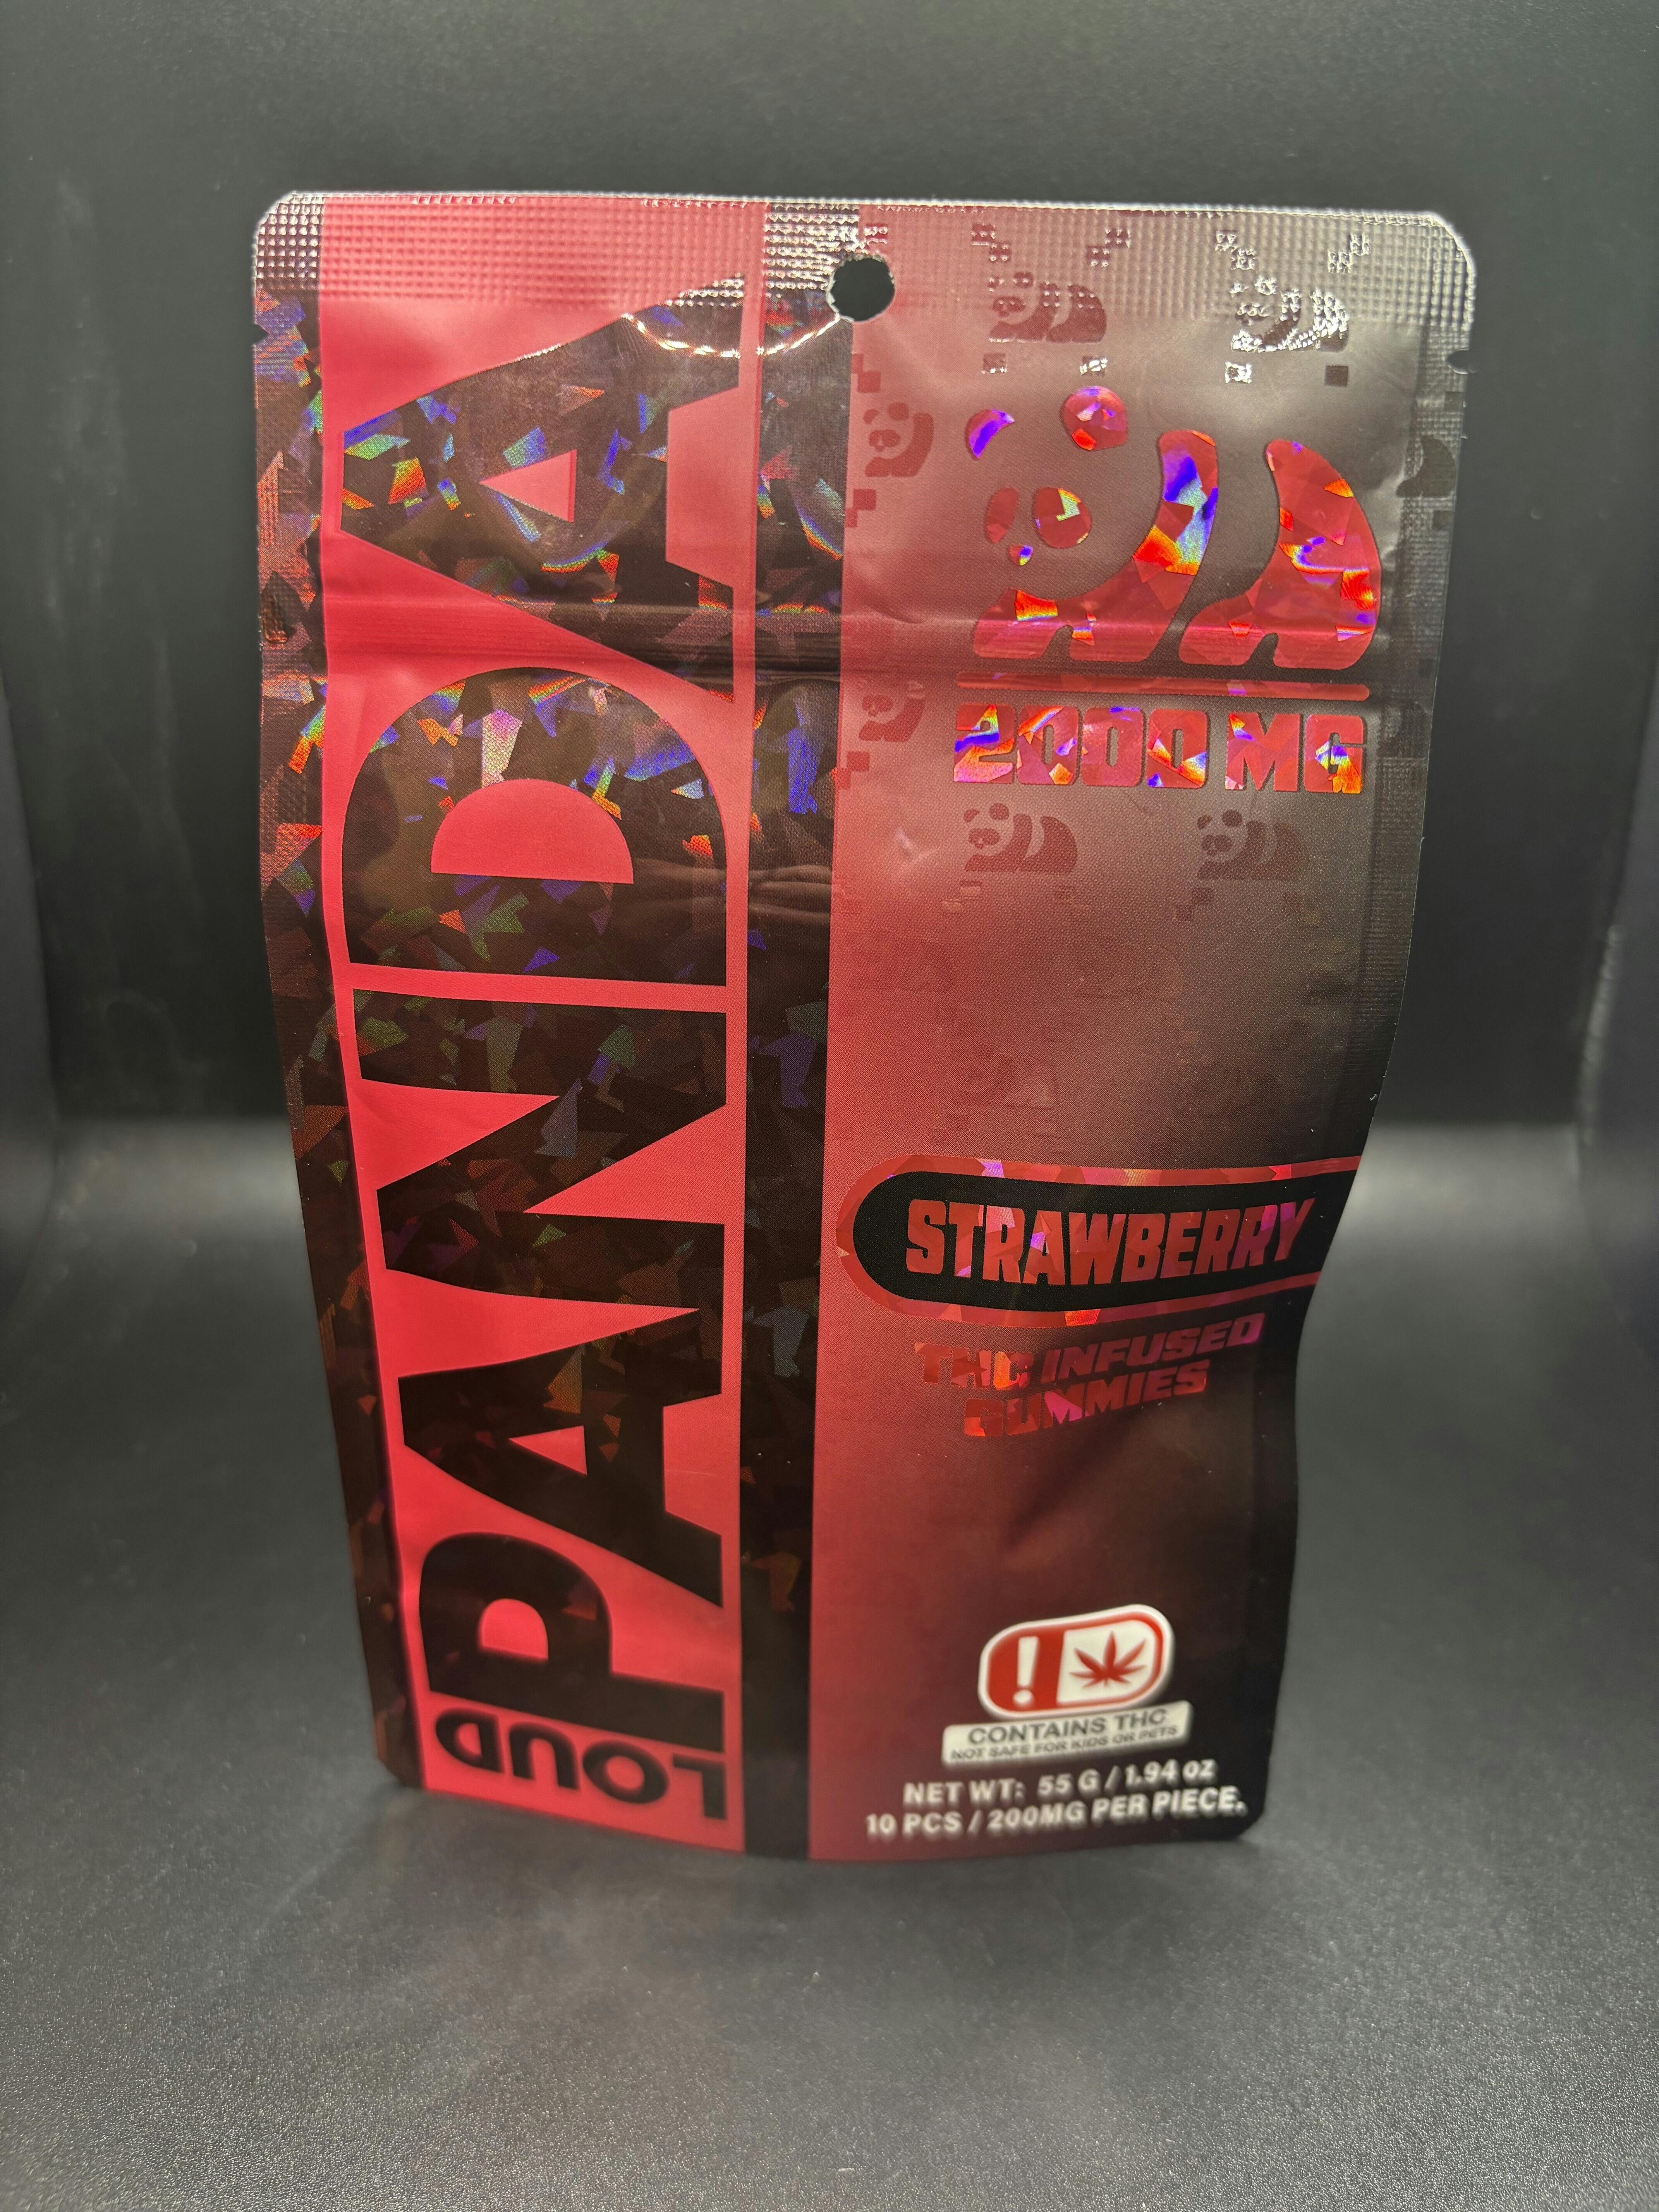 LOUD
PANDA
2000 MG
STRAWBERRY
THC INFUSED
GUMMIES
!
CONTAINS THC
NOT SAFE FOR KIDS OR PETS
NET WT: 55 G / 1.94 oz
10 PCS / 200MG PER PIECE.